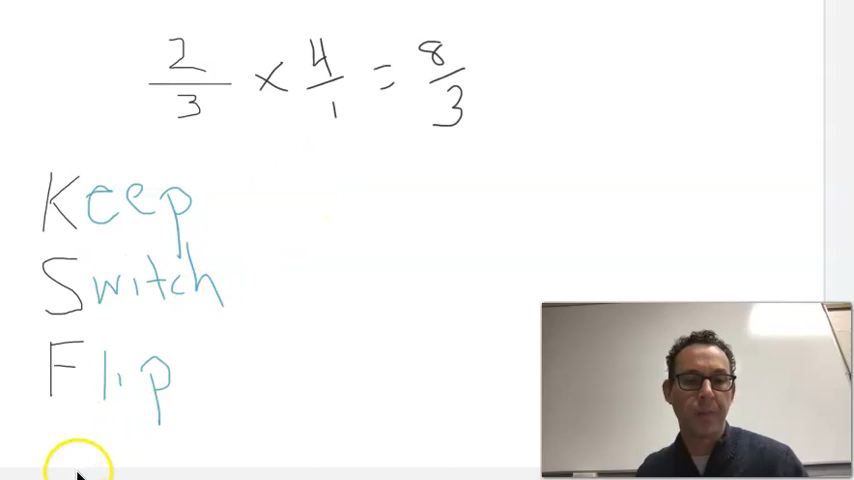 2/3 × 4/1 = 8/3
Keep
Switch
Flip